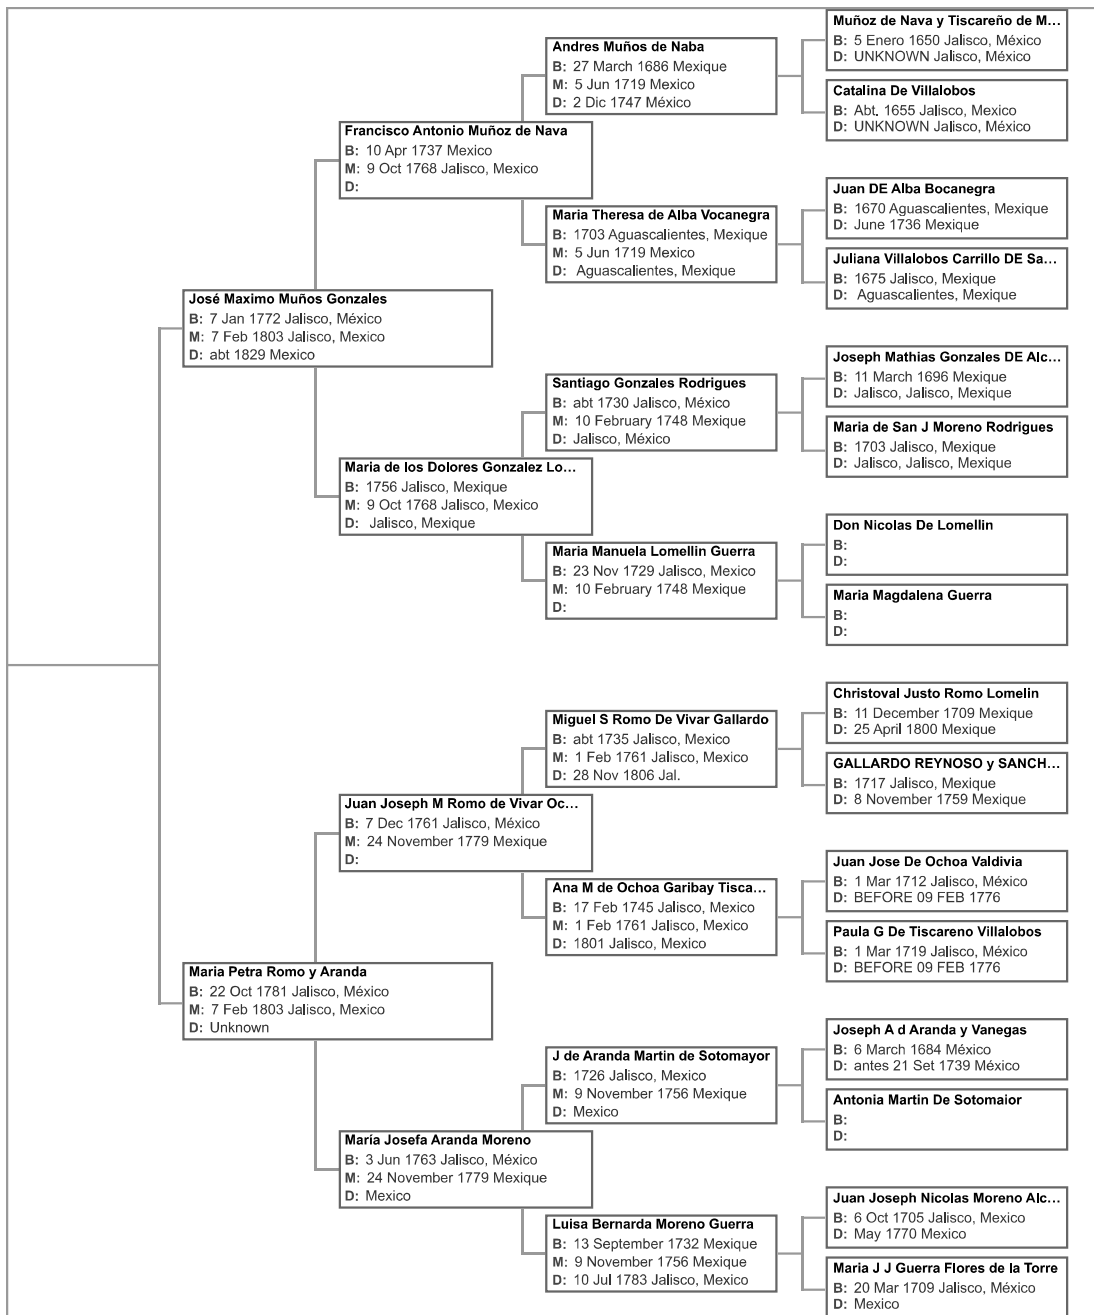 Muñoz de Nava y Tiscareño de M...
B: 5 Enero 1650 Jalisco, México
D: UNKNOWN Jalisco, México
Andres Muños de Naba
B: 27 March 1686 Mexique
M: 5 Jun 1719 Mexico
D: 2 Dic 1747 México
Catalina De Villalobos
B: Abt. 1655 Jalisco, Mexico
D: UNKNOWN Jalisco, México
Francisco Antonio Muñoz de Nava
B: 10 Apr 1737 Mexico
M: 9 Oct 1768 Jalisco, Mexico
D:
Juan DE Alba Bocanegra
B: 1670 Aguascalientes, Mexique
D: June 1736 Mexique
Maria Theresa de Alba Vocanegra
B: 1703 Aguascalientes, Mexique
M: 5 Jun 1719 Mexico
D: Aguascalientes, Mexique
Juliana Villalobos Carrillo DE Sa...
B: 1675 Jalisco, Mexique
D: Aguascalientes, Mexique
José Maximo Muños Gonzales
B: 7 Jan 1772 Jalisco, México
M: 7 Feb 1803 Jalisco, México
D: abt 1829 Mexico
Joseph Mathias Gonzales DE Alc...
B: 11 March 1696 Mexique
D: Jalisco, Jalisco, Mexique
Santiago Gonzales Rodrigues
B: abt 1730 Jalisco, México
M: 10 February 1748 Mexique
D: Jalisco, México
Maria de San J Moreno Rodrigues
B: 1703 Jalisco, Mexique
D: Jalisco, Jalisco, Mexique
Maria de los Dolores Gonzalez Lo...
B: 1756 Jalisco, Mexique
M: 9 Oct 1768 Jalisco, Mexico
D: Jalisco, Mexique
Don Nicolas De Lomellin
B:
D:
Maria Manuela Lomellin Guerra
B: 23 Nov 1729 Jalisco, Mexico
M: 10 February 1748 Mexique
D:
Maria Magdalena Guerra
B:
D:
Christoval Justo Romo Lomelin
B: 11 December 1709 Mexique
D: 25 April 1800 Mexique
Miguel S Romo De Vivar Gallardo
B: abt 1735 Jalisco, Mexico
M: 1 Feb 1761 Jalisco, Mexico
D: 28 Nov 1806 Jal.
GALLARDO REYNOSO y SANCH...
B: 1717 Jalisco, Mexique
D: 8 November 1759 Mexique
Juan Joseph M Romo de Vivar Oc...
B: 7 Dec 1761 Jalisco, México
M: 24 November 1779 Mexique
D:
Juan Jose De Ochoa Valdivia
B: 1 Mar 1712 Jalisco, México
D: BEFORE 09 FEB 1776
Ana M de Ochoa Garibay Tisca...
B: 17 Feb 1745 Jalisco, Mexico
M: 1 Feb 1761 Jalisco, Mexico
D: 1801 Jalisco, Mexico
Paula G De Tiscareno Villalobos
B: 1 Mar 1719 Jalisco, México
D: BEFORE 09 FEB 1776
Maria Petra Romo y Aranda
B: 22 Oct 1781 Jalisco, México
M: 7 Feb 1803 Jalisco, Mexico
D: Unknown
Joseph A d Aranda y Vanegas
B: 6 March 1684 México
D: antes 21 Set 1739 México
J de Aranda Martin de Sotomayor
B: 1726 Jalisco, Mexico
M: 9 November 1756 Mexique
D: Mexico
Antonia Martin De Sotomaior
B:
D:
María Josefa Aranda Moreno
B: 3 Jun 1763 Jalisco, México
M: 24 November 1779 Mexique
D: Mexico
Juan Joseph Nicolas Moreno Alc...
B: 6 Oct 1705 Jalisco, Mexico
D: May 1770 Mexico
Luisa Bernarda Moreno Guerra
B: 13 September 1732 Mexique
M: 9 November 1756 Mexique
D: 10 Jul 1783 Jalisco, Mexico
Maria J J Guerra Flores de la Torre
B: 20 Mar 1709 Jalisco, México
D: Mexico